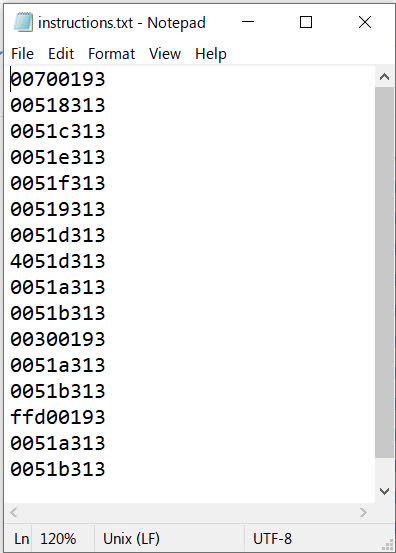 instructions.txt - Notepad
File Edit Format View Help
00700193
00518313
0051c313
0051e313
0051f313
00519313
0051d313
4051d313
0051a313
0051b313
00300193
0051a313
0051b313
ffd00193
0051a313
0051b313
Ln 120% Unix (LF) UTF-8